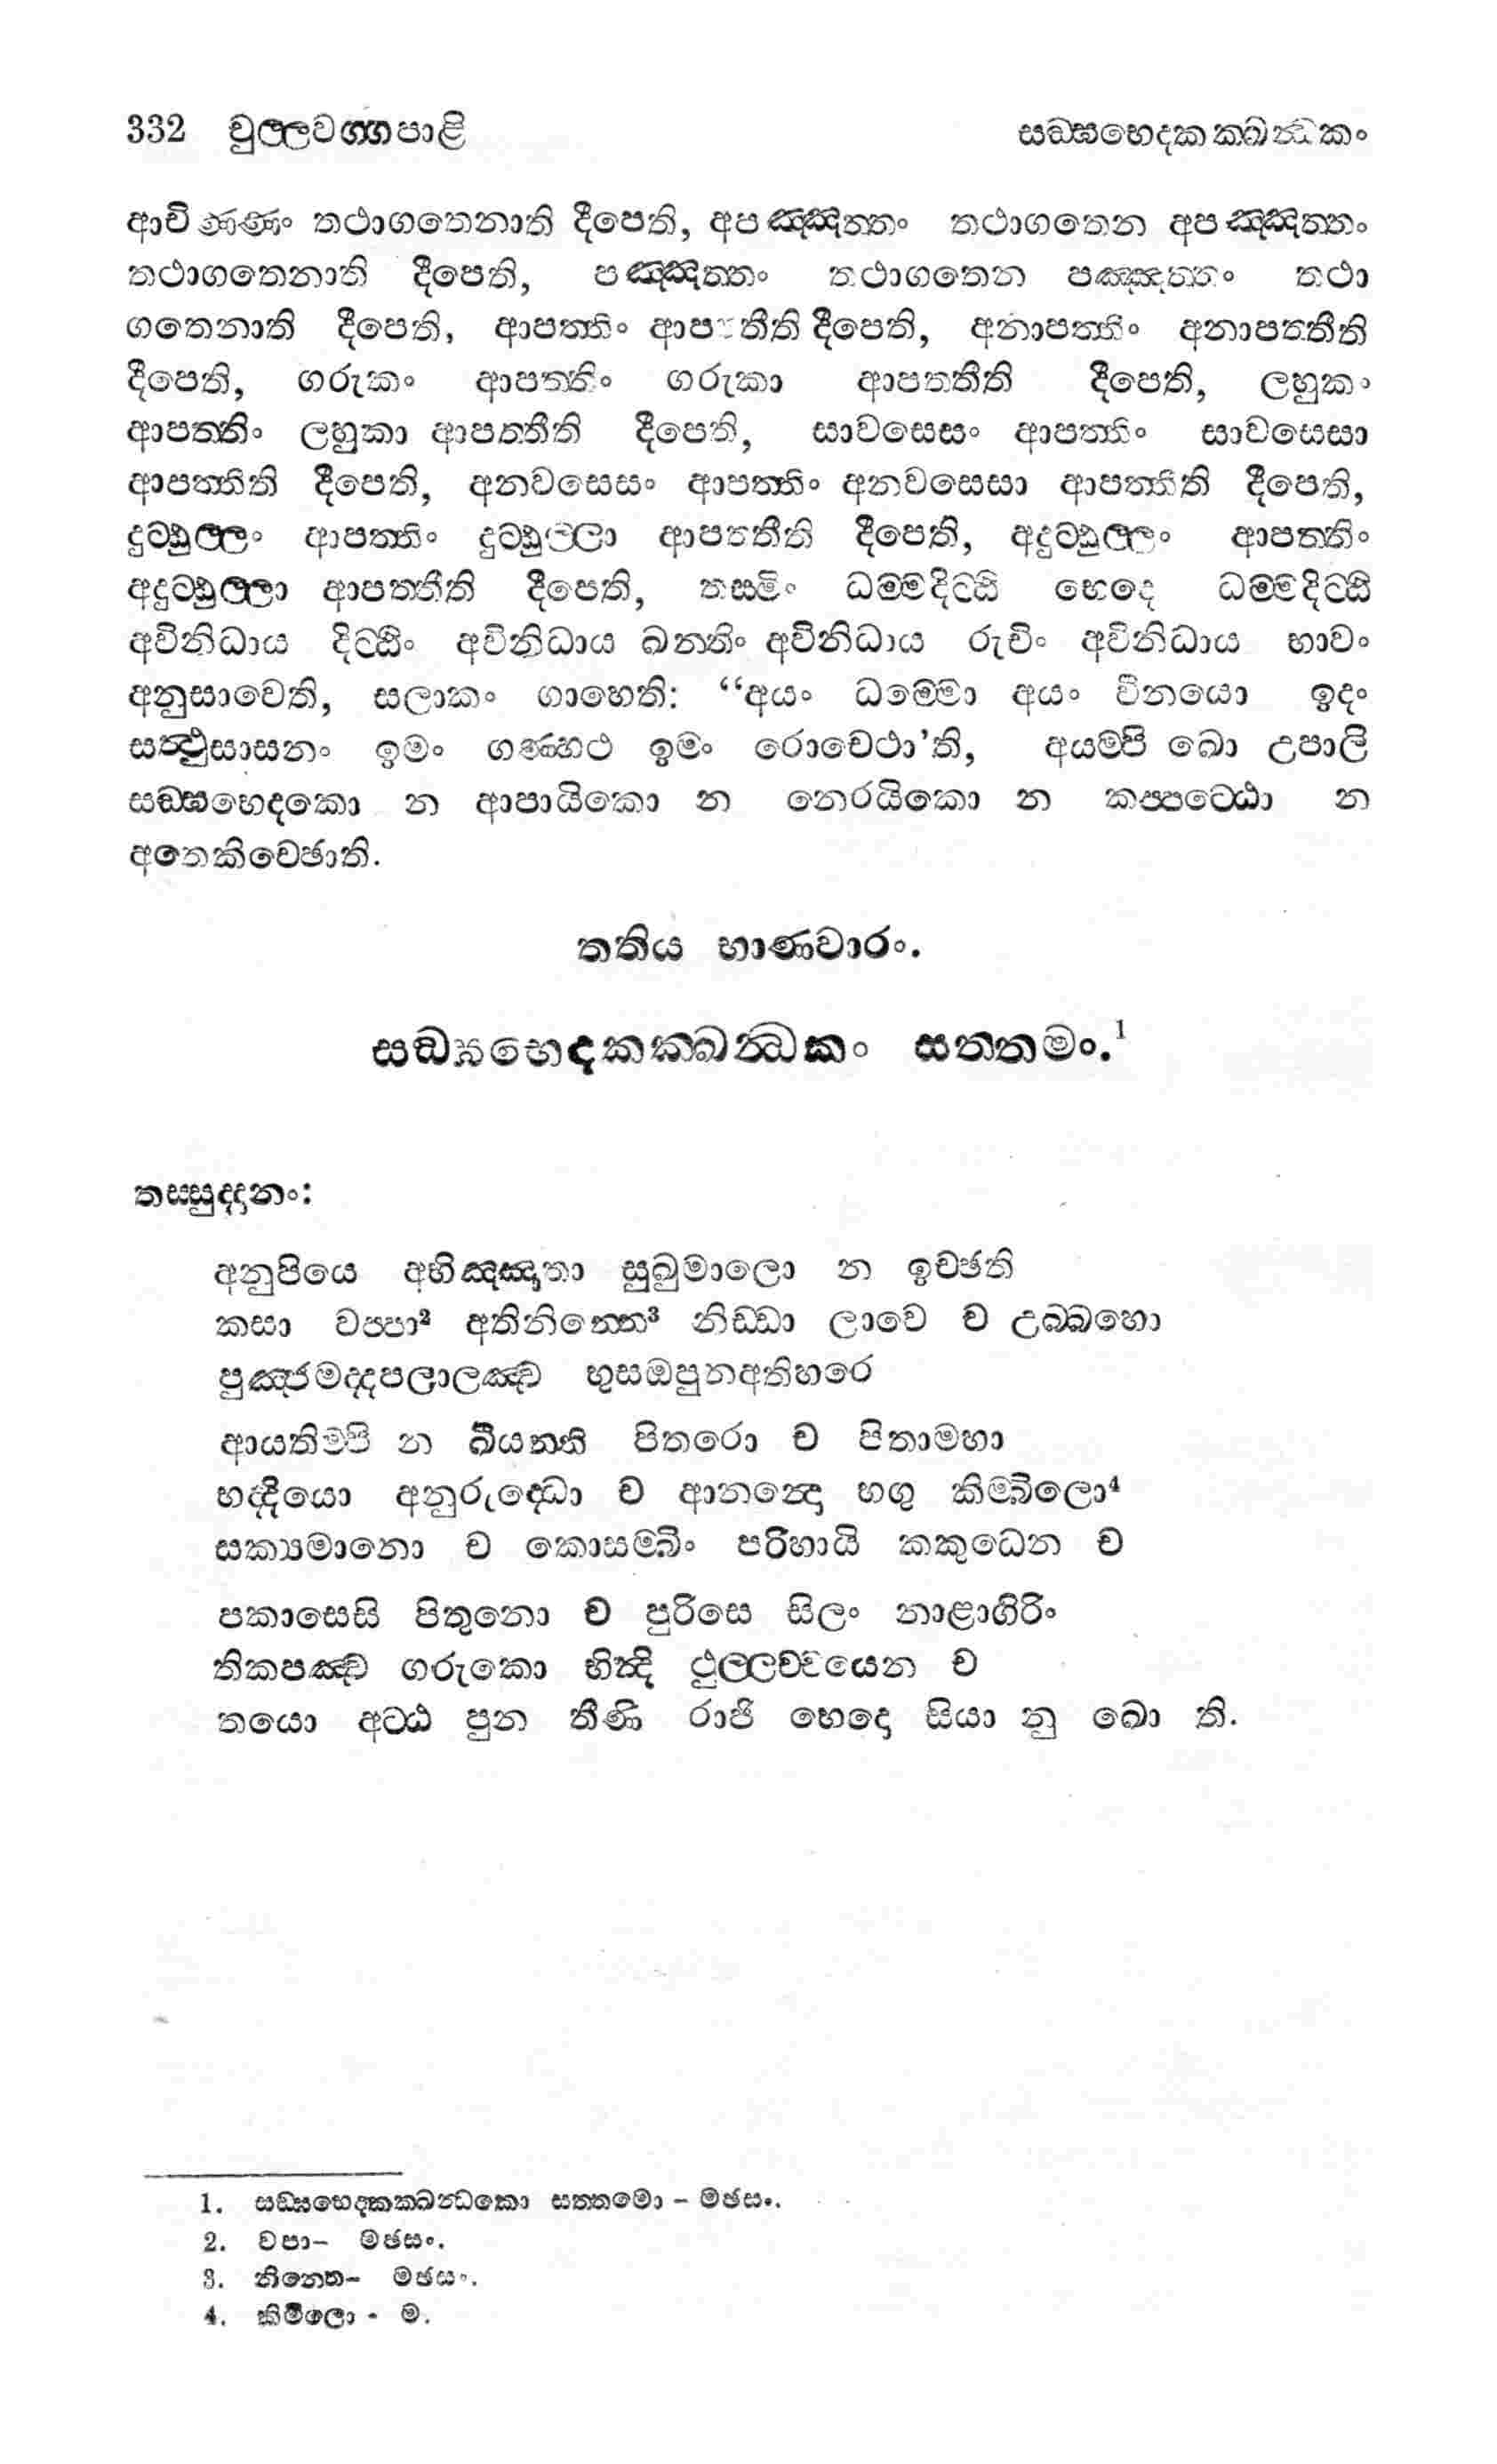 332 චුල්ලවග්ගපාළි සඞ්ඝභෙදකක්ඛන්ධකං
ආචිණ්ණං තථාගතෙනාති දීපෙති, අපඤ්ඤත්තං තථාගතෙන අපඤ්ඤත්තං
තථාගතෙනාති දීපෙති, පඤ්ඤත්තං තථාගතෙන පඤ්ඤත්තං තථා
ගතෙනාති දීපෙති, ආපත්තිං ආපත්තීති දීපෙති, අනාපත්තිං අනාපත්තීති
දීපෙති, ගරුකං ආපත්තිං ගරුකා ආපත්තීති දීපෙති, ලහුකං
ආපත්තිං ලහුකා ආපත්තීති දීපෙති, සාවසෙසං ආපත්තිං සාවසෙසා
ආපත්තීති දීපෙති, අනවසෙසං ආපත්තිං අනවසෙසා ආපත්තීති දීපෙති,
දුට්ඨුල්ලං ආපත්තිං දුට්ඨුල්ලා ආපත්තීති දීපෙති, අදුට්ඨුල්ලං ආපත්තිං
අදුට්ඨුල්ලා ආපත්තීති දීපෙති, තස්මිං ධම්මදිට්ඨි භෙදෙ ධම්මදිට්ඨි
අවිනිධාය දිට්ඨිං අවිනිධාය ඛන්තිං අවිනිධාය රුචිං අවිනිධාය භාවං
අනුසාවෙති, සලාකං ගාහෙති: “අයං ධම්මො අයං විනයො ඉදං
සත්ථුසාසනං ඉමං ගණ්හථ ඉමං රොචෙථා’ති, අයම්පි ඛො උපාලි
සඞ්ඝභෙදකො න ආපායිකො න නෙරයිකො න කප්පට්ඨො න
අතෙකිච්ඡොති.
තතිය භාණවාරං.
සඞ්ඝභෙදකක්ඛන්ධකං සත්තමං.1
තස්සුද්දානං:
අනුපියෙ අභිඤ්ඤාතා සුඛුමාලො න ඉච්ඡති
කසා වප්පා2 අතිනින්තෙ3 නිඩ්ඩා ලාවෙ ච උබ්බහො
පුඤ්ජමද්දපලාලඤ්ච භුසඔපුනඅතිහරෙ
ආයතිම්පි න ඛීයන්ති පිතරො ච පිතාමහා
භද්දියො අනුරුද්ධො ච ආනන්දො භගු කිම්බිලො4
සක්‍යමානො ච කොසම්බිං පරිහායි කකුධෙන ච
පකාසෙසි පිතුනො ච පුරිසෙ සිලං නාළාගිරිං
තිකපඤ්ච ගරුකො භින්දි ථුල්ලච්චයෙන ච
තයො අට්ඨ පුන තීණි රාජි භෙදො සියා නු ඛො ති.
1. සඞ්ඝභෙදකක්ඛන්ධකො සත්තමො - මඡසං.
2. වපා- මඡසං.
3. නින්තෙ- මඡසං.
4. කිමිලො - ම.